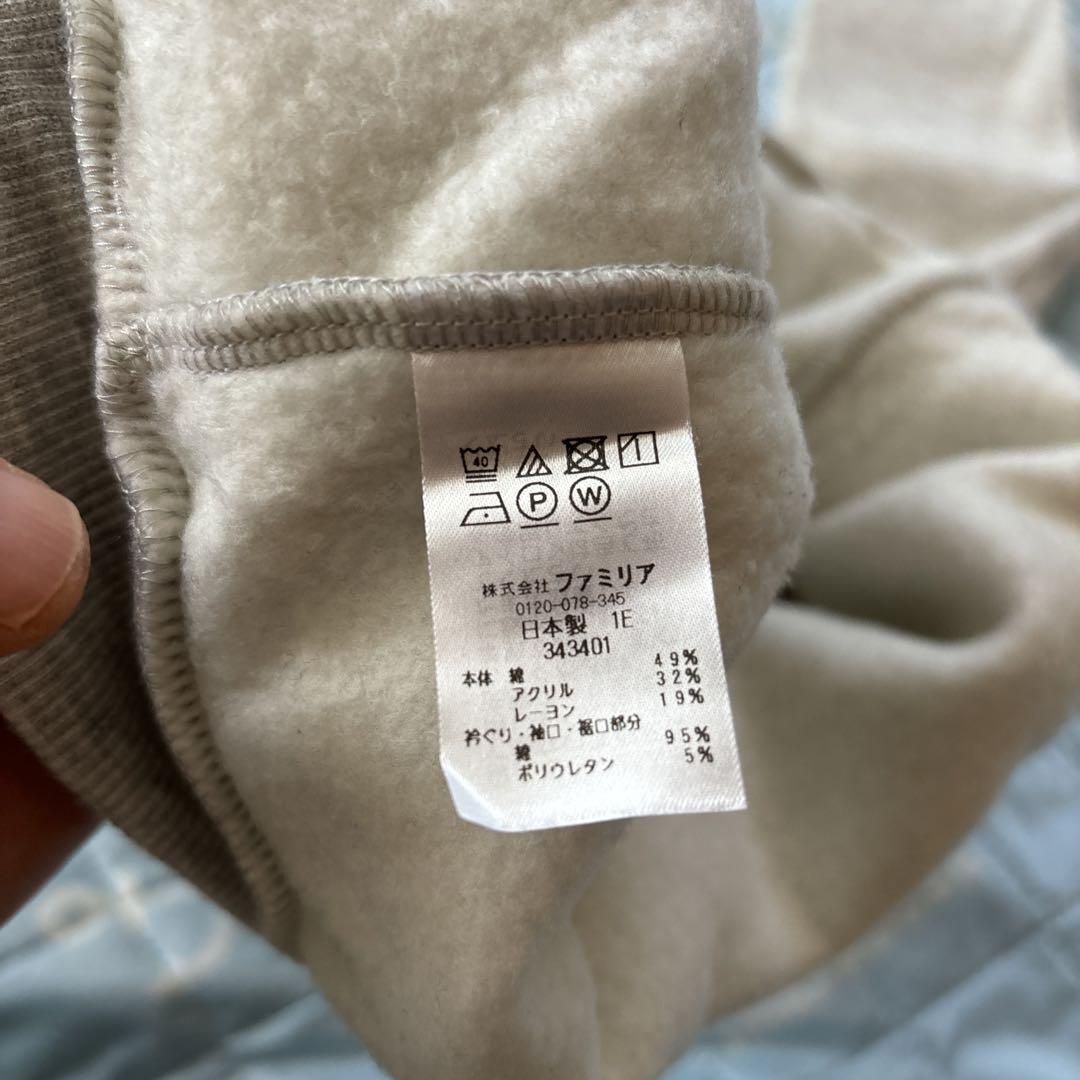 40
P W
株式会社 ファミリア
0120-078-345
日本製 1E
343401
本体 綿 49%
アクリル 32%
レーヨン 19%
衿ぐり・袖口・裾口部分
綿 95%
ポリウレタン 5%